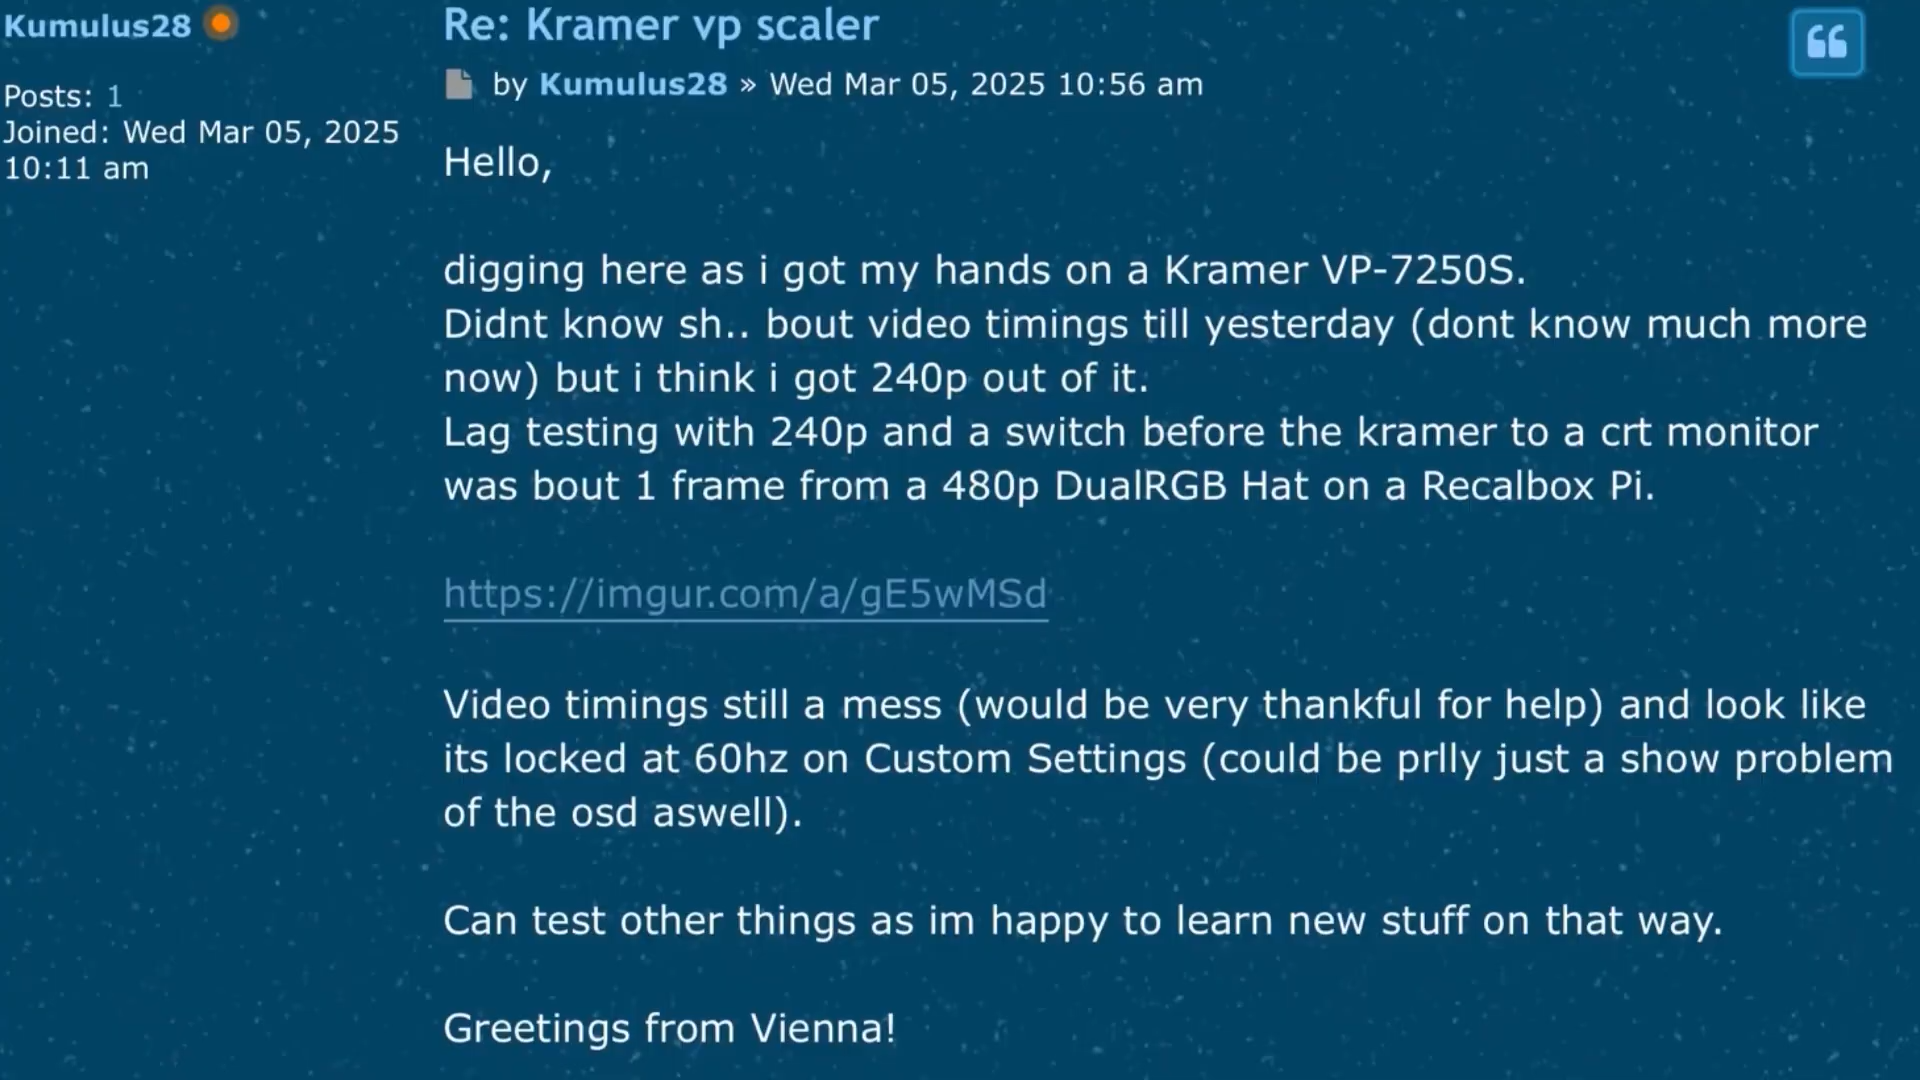 Kumulus28
Posts: 1
Joined: Wed Mar 05, 2025
10:11 am
Re: Kramer vp scaler
by Kumulus28 » Wed Mar 05, 2025 10:56 am
Hello,
digging here as i got my hands on a Kramer VP-7250S.
Didnt know sh.. bout video timings till yesterday (dont know much more
now) but i think i got 240p out of it.
Lag testing with 240p and a switch before the kramer to a crt monitor
was bout 1 frame from a 480p DualRGB Hat on a Recalbox Pi.
https://imgur.com/a/gE5wMSd
Video timings still a mess (would be very thankful for help) and look like
its locked at 60hz on Custom Settings (could be prlly just a show problem
of the osd aswell).
Can test other things as im happy to learn new stuff on that way.
Greetings from Vienna!